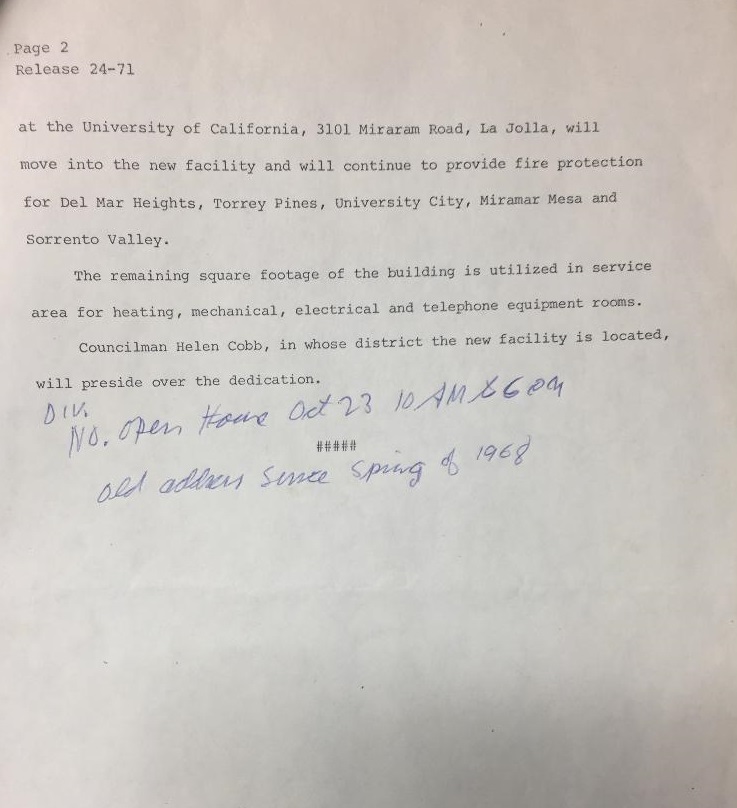 Page 2
Release 24-71
at the University of California, 3101 Miraram Road, La Jolla, will
move into the new facility and will continue to provide fire protection
for Del Mar Heights, Torrey Pines, University City, Miramar Mesa and
Sorrento Valley.
The remaining square footage of the building is utilized in service
area for heating, mechanical, electrical and telephone equipment rooms.
Councilman Helen Cobb, in whose district the new facility is located,
will preside over the dedication.
DIV.
NO. open House Oct 23 10 AM
#####
old address since Spring of 1968